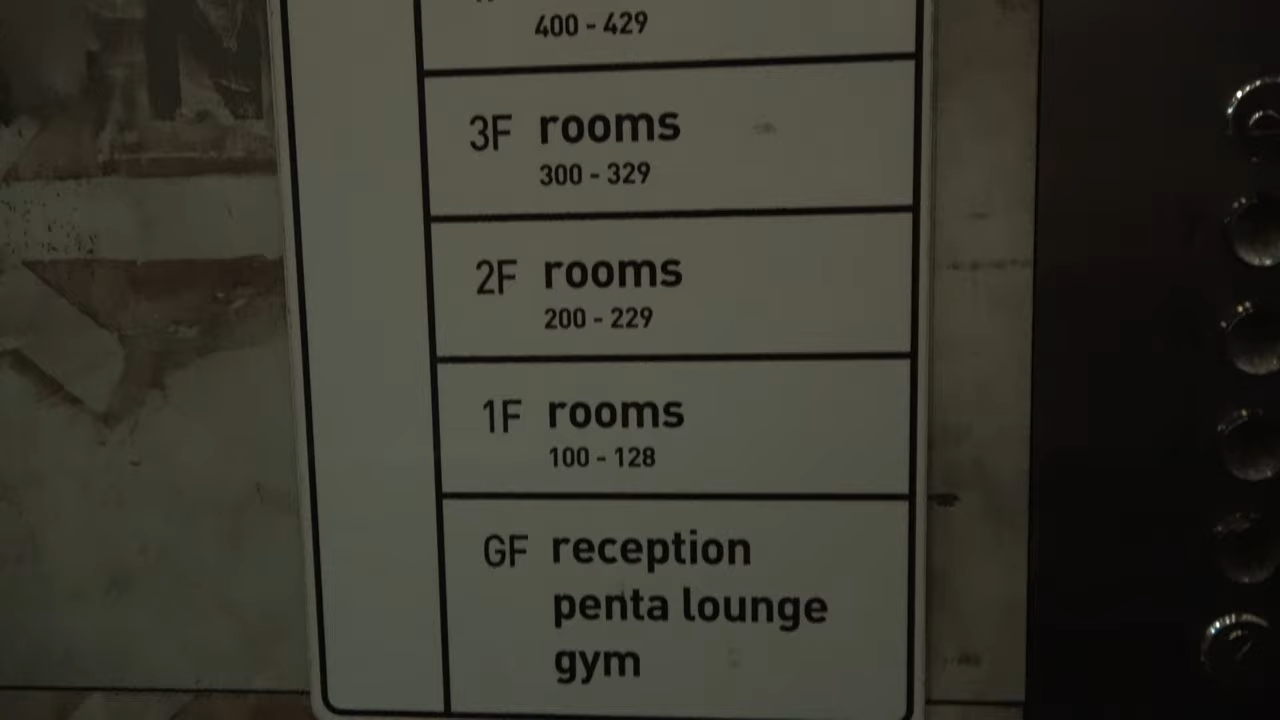 400 - 429
3F rooms
300 - 329
2F rooms
200 - 229
1F rooms
100 - 128
GF reception
penta lounge
gym